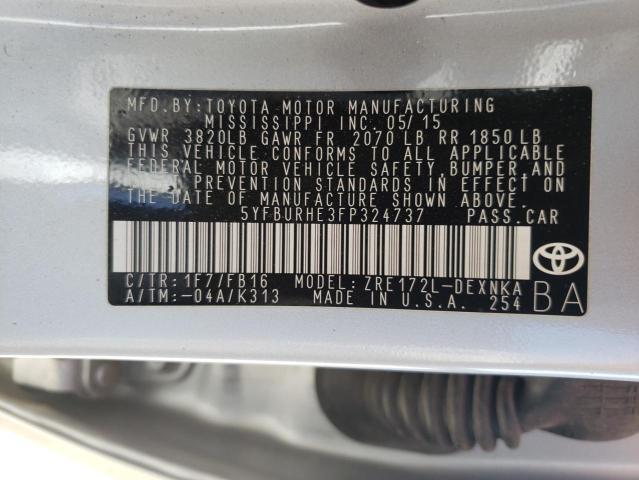 MFD.BY:TOYOTA MOTOR MANUFACTURING
MISSISSIPPI INC. 05/15
GVWR 3820LB GAWR FR 2070 LB RR 1850 LB
THIS VEHICLE CONFORMS TO ALL APPLICABLE
FEDERAL MOTOR VEHICLE SAFETY,BUMPER,AND
THEFT PREVENTION STANDARDS IN EFFECT ON
THE DATE OF MANUFACTURE SHOWN ABOVE.
5YFBURHE3FP324737 PASS.CAR
C/TR:1F7/FB16 MODEL:ZRE172L-DEXNKA
A/TM:-04A/K313 MADE IN U.S.A. 254 BA